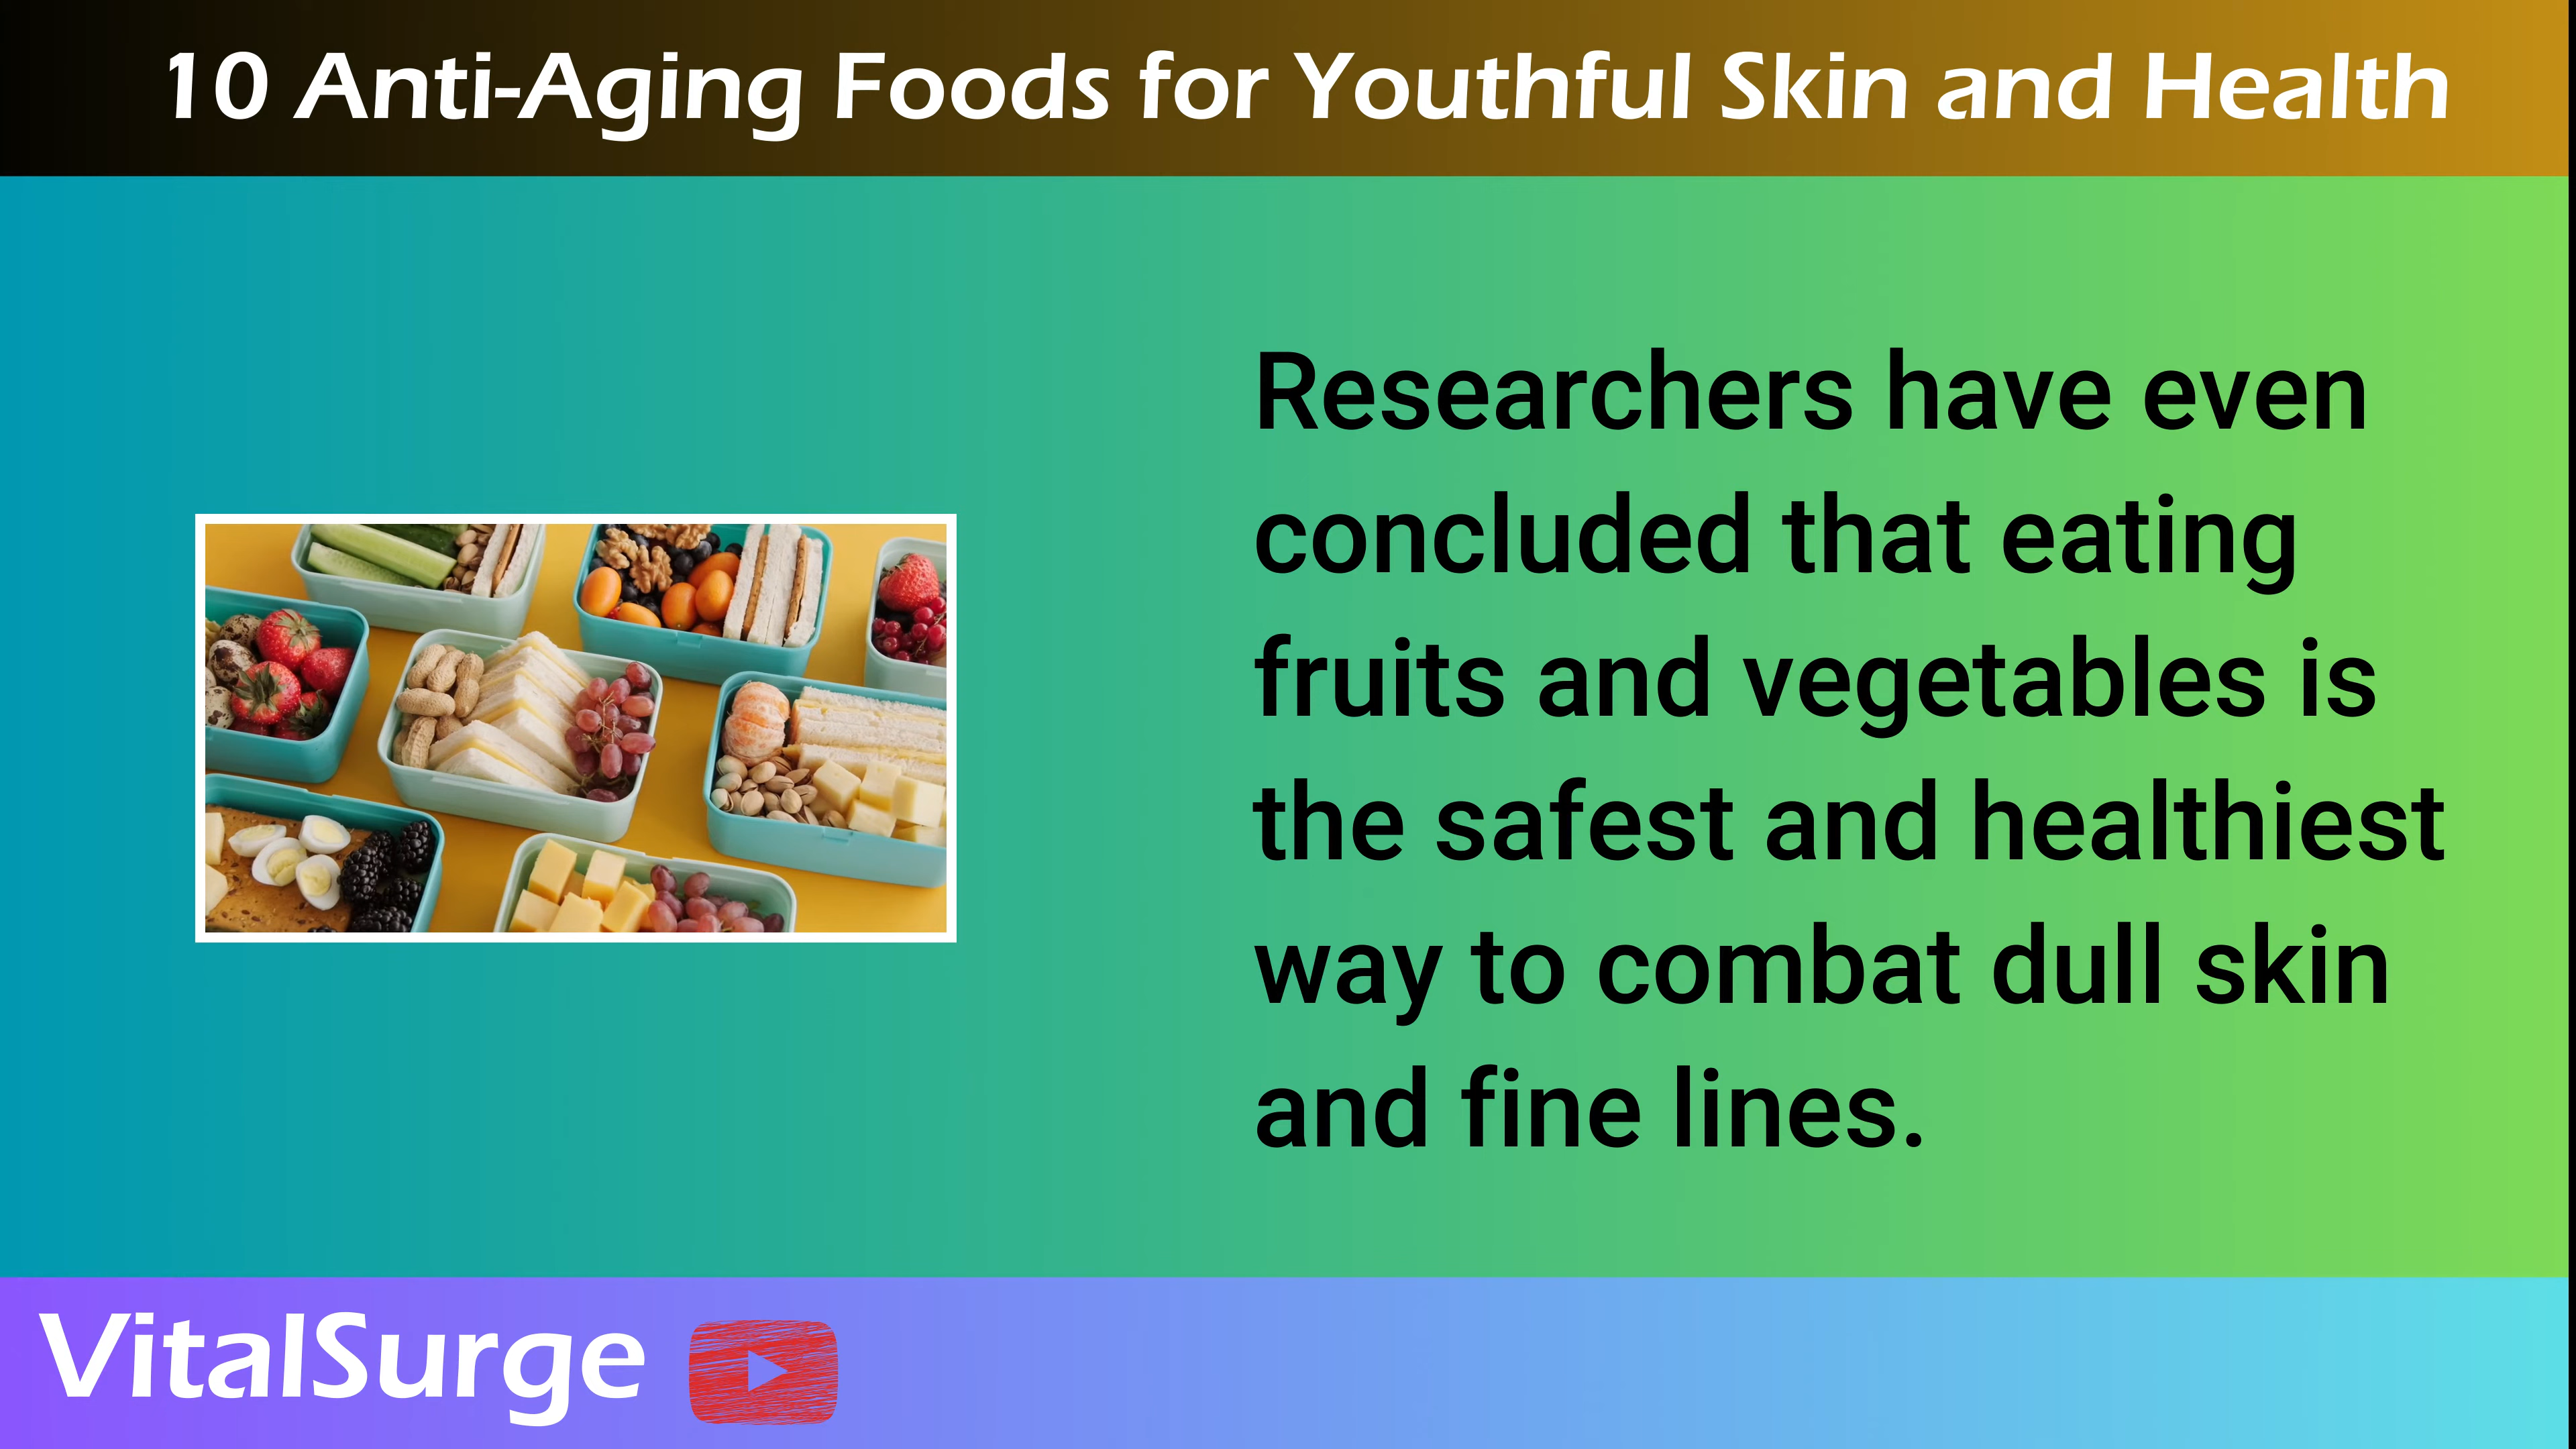 10 Anti-Aging Foods for Youthful Skin and Health
Researchers have even
concluded that eating
fruits and vegetables is
the safest and healthiest
way to combat dull skin
and fine lines.
VitalSurge